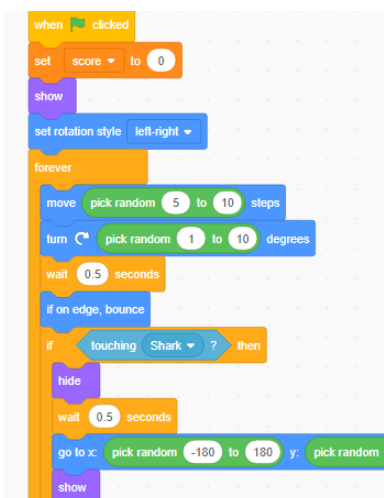 when clicked
set score to 0
show
set rotation style left-right
forever
move pick random 5 to 10 steps
turn pick random 1 to 10 degrees
wait 0.5 seconds
if on edge, bounce
if touching Shark ? then
hide
wait 0.5 seconds
go to x: pick random -180 to 180 y: pick random
show